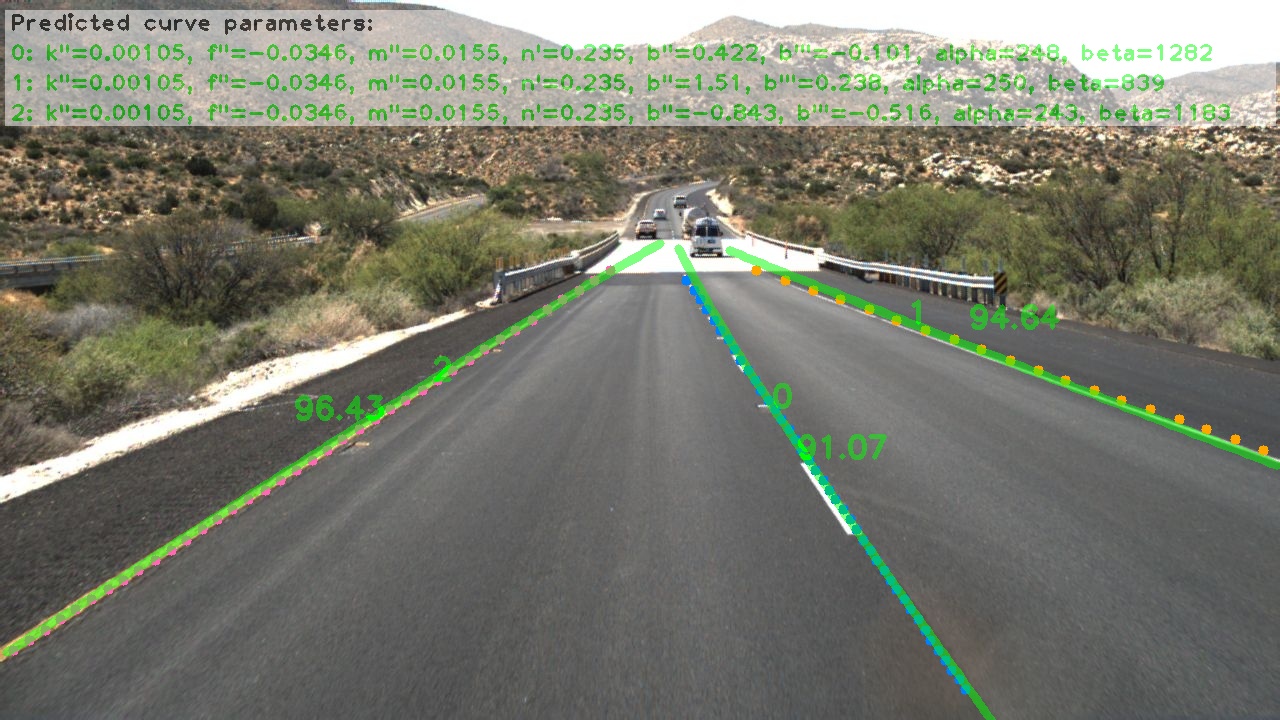 Predicted curve parameters:
0: k''=0.00105, f''=-0.0346, m''=0.0155, n'=0.235, b''=0.422, b'''=-0.101, alpha=248, beta=1282
1: k''=0.00105, f''=-0.0346, m''=0.0155, n'=0.235, b''=1.51, b'''=0.238, alpha=250, beta=839
2: k''=0.00105, f''=-0.0346, m''=0.0155, n'=0.235, b''=-0.843, b'''=-0.516, alpha=243, beta=1183
1 94.64
2
96.43
0
91.07